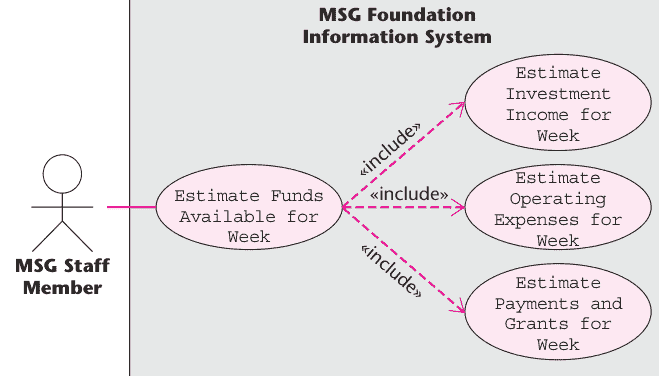 MSG Foundation
Information System
Estimate
Investment
Income for
Week
«include»
Estimate Funds
Available for
Week
«include»
Estimate
Operating
Expenses for
Week
MSG Staff
Member
«include»
Estimate
Payments and
Grants for
Week